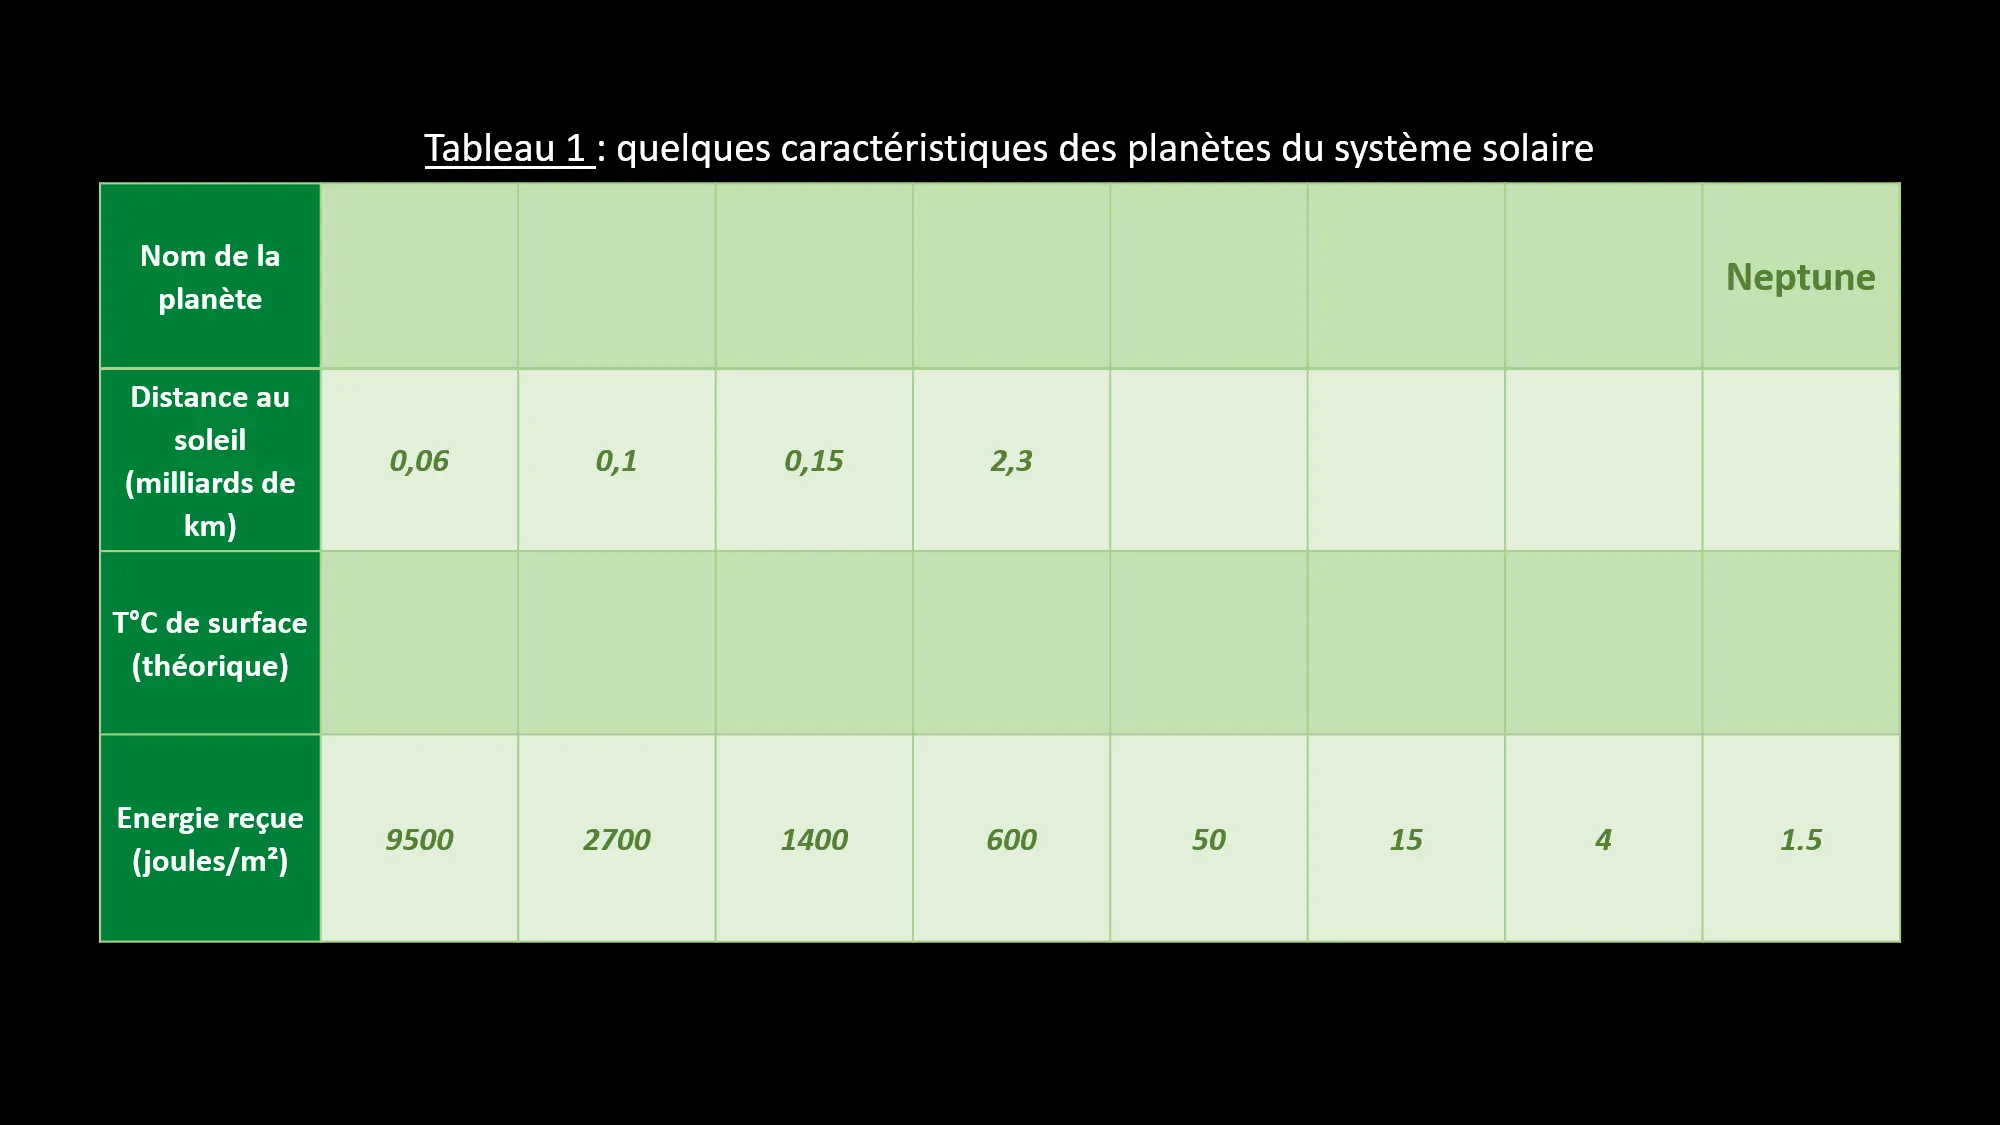 Tableau 1 : quelques caractéristiques des planètes du système solaire
Nom de la
planète
Neptune
Distance au
soleil
(milliards de
km)
0,06
0,1
0,15
2,3
T°C de surface
(théorique)
Energie reçue
(joules/m²)
9500
2700
1400
600
50
15
4
1.5